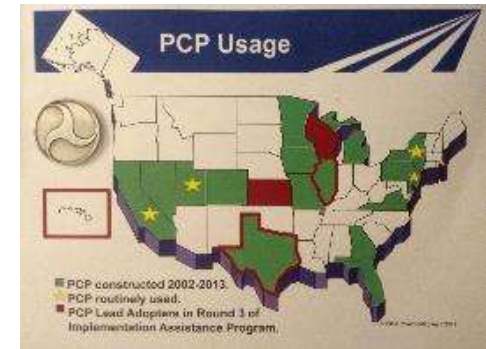 PCP Usage
PCP constructed 2002-2013.
PCP routinely used.
PCP Lead Adopters in Round 3 of
Implementation Assistance Program.